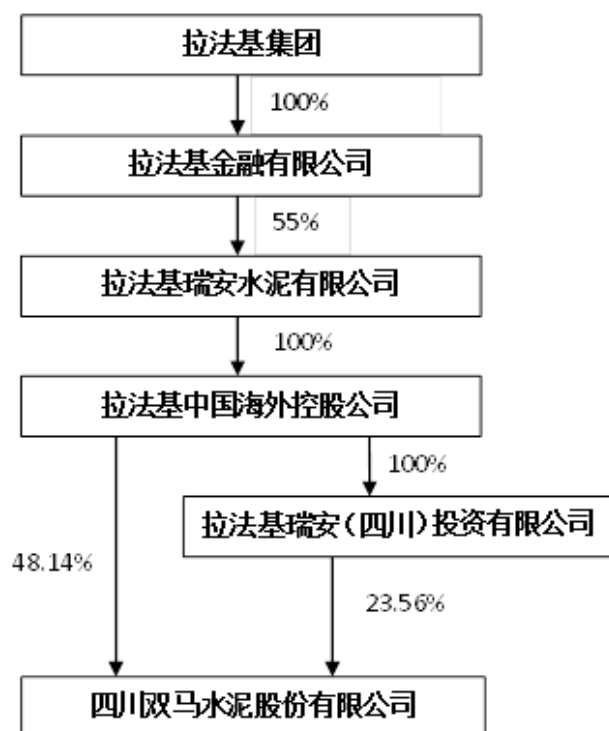 拉法基集团
100%
拉法基金融有限公司
55%
拉法基瑞安水泥有限公司
100%
拉法基中国海外控股公司
100%
拉法基瑞安（四川）投资有限公司
48.14%
23.56%
四川双马水泥股份有限公司